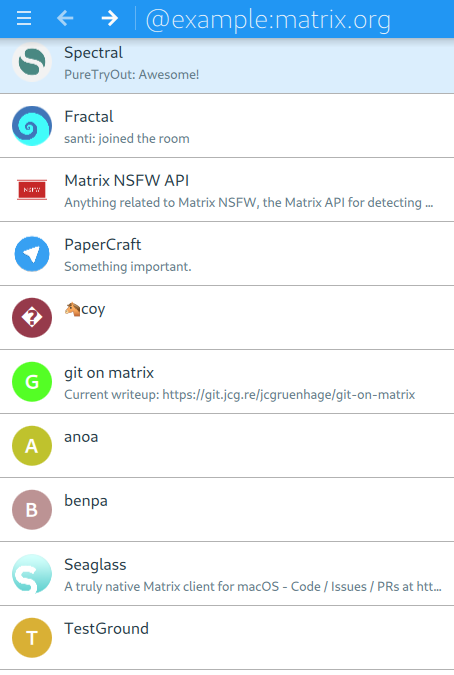 @example:matrix.org
Spectral
PureTryOut: Awesome!
Fractal
santi: joined the room
NSFW
Matrix NSFW API
Anything related to Matrix NSFW, the Matrix API for detecting ...
PaperCraft
Something important.
🐴coy
G
git on matrix
Current writeup: https://git.jcg.re/jcgruenhage/git-on-matrix
A
anoa
B
benpa
Seaglass
A truly native Matrix client for macOS - Code / Issues / PRs at htt...
T
TestGround